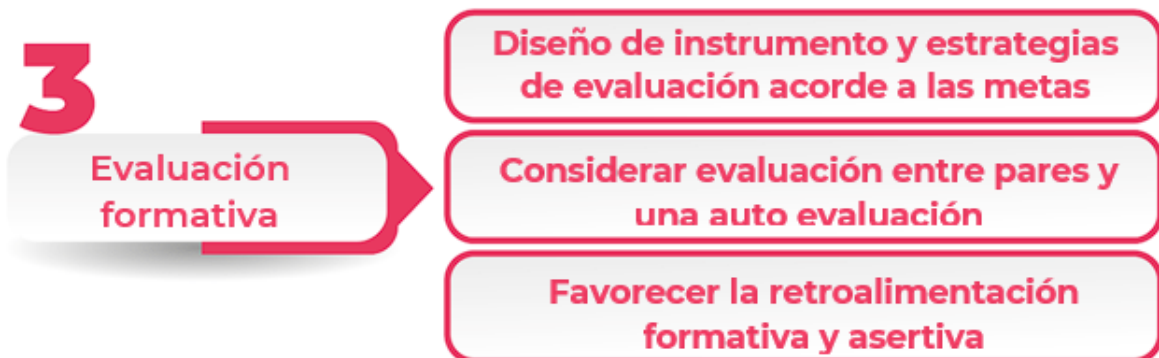 3
Evaluación
formativa
Diseño de instrumento y estrategias
de evaluación acorde a las metas
Considerar evaluación entre pares y
una auto evaluación
Favorecer la retroalimentación
formativa y asertiva